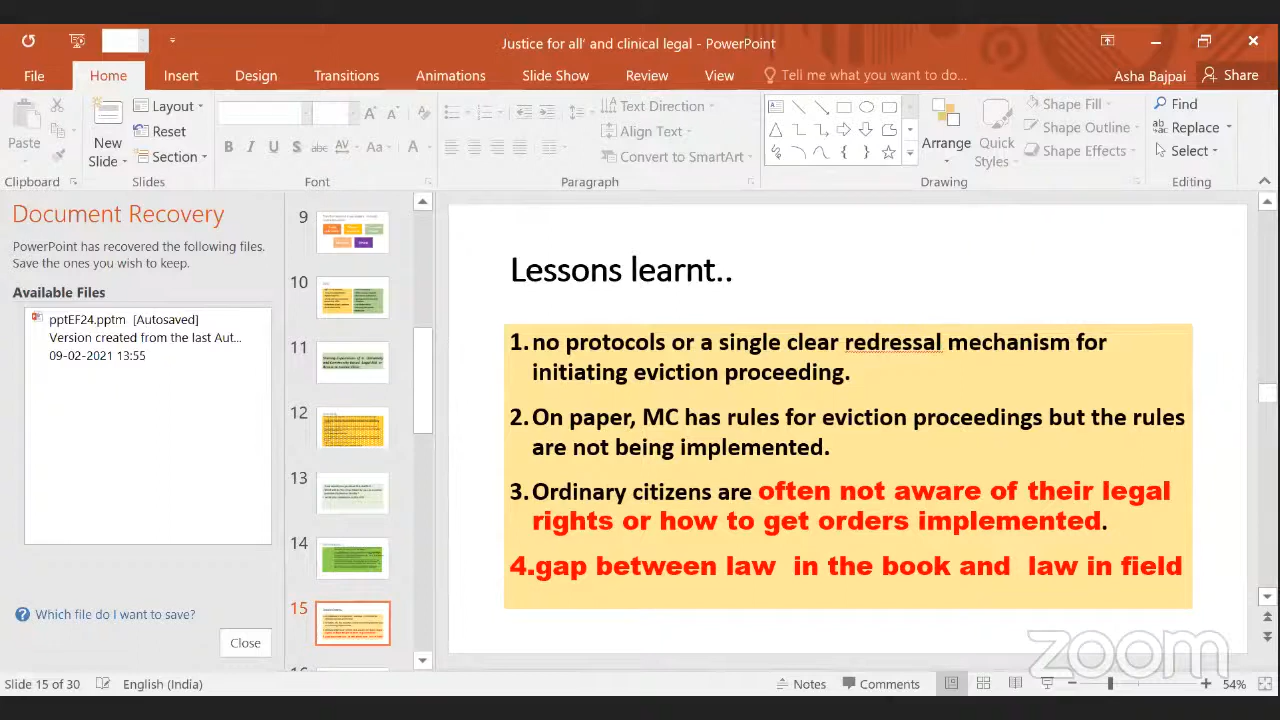 Justice for all' and clinical legal - PowerPoint
File Home Insert Design Transitions Animations Slide Show Review View Tell me what you want to do... Asha Bajpai Share
Paste
New Slide
Layout
Reset
Section
Text Direction
Align Text
Convert to SmartArt
Arrange
Quick Styles
Shape Fill
Shape Outline
Shape Effects
Find
Replace
Select
Clipboard Slides Font Paragraph Drawing Editing
Document Recovery
PowerPoint has recovered the following files.
Save the ones you wish to keep.
Available Files
pptEF24.pptm [Autosaved]
Version created from the last Aut...
09-02-2021 13:55
Which file do I want to save?
Close
9
10
11
12
13
14
15
Lessons learnt..
1. no protocols or a single clear redressal mechanism for
initiating eviction proceeding.
2. On paper, MC has rules for eviction proceedings but the rules
are not being implemented.
3. Ordinary citizens are often not aware of their legal
rights or how to get orders implemented.
4.gap between law in the book and law in field
zoom
Slide 15 of 30 English (India) Notes Comments 54%